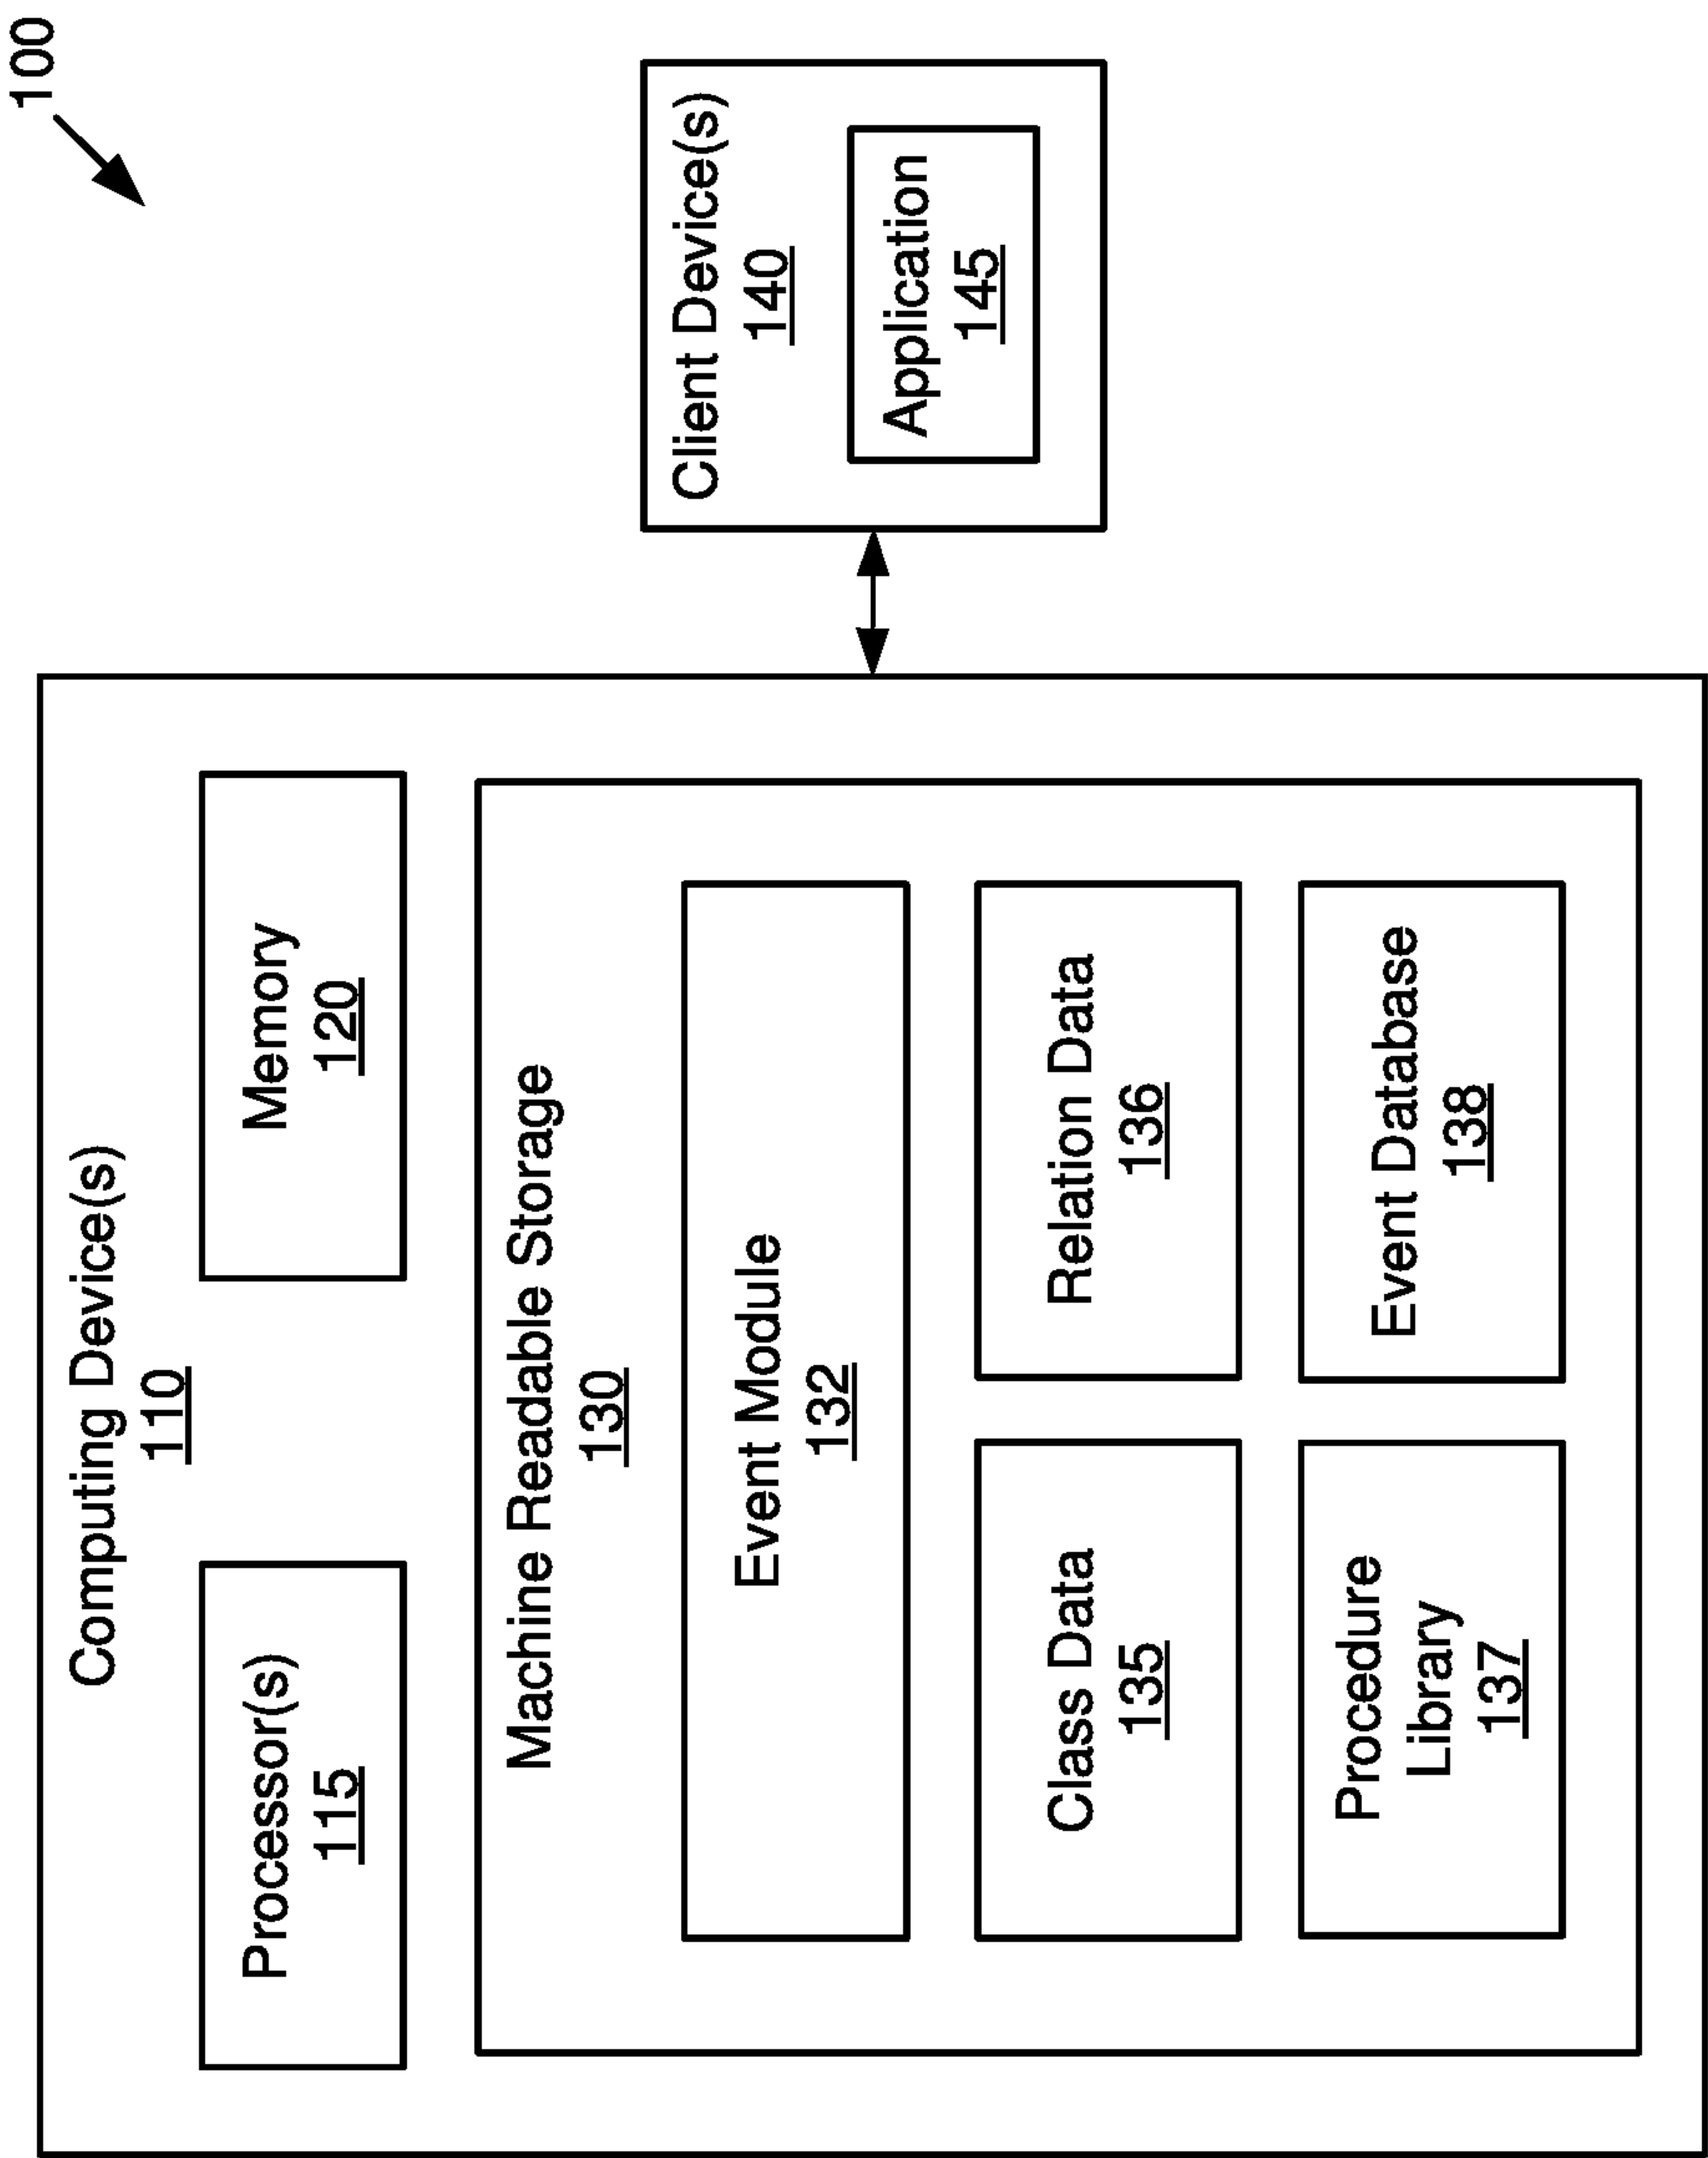 100
Computing Device(s)
110
Processor(s)
115
Memory
120
Machine Readable Storage
130
Event Module
132
Class Data
135
Relation Data
136
Procedure
Library
137
Event Database
138
Client Device(s)
140
Application
145